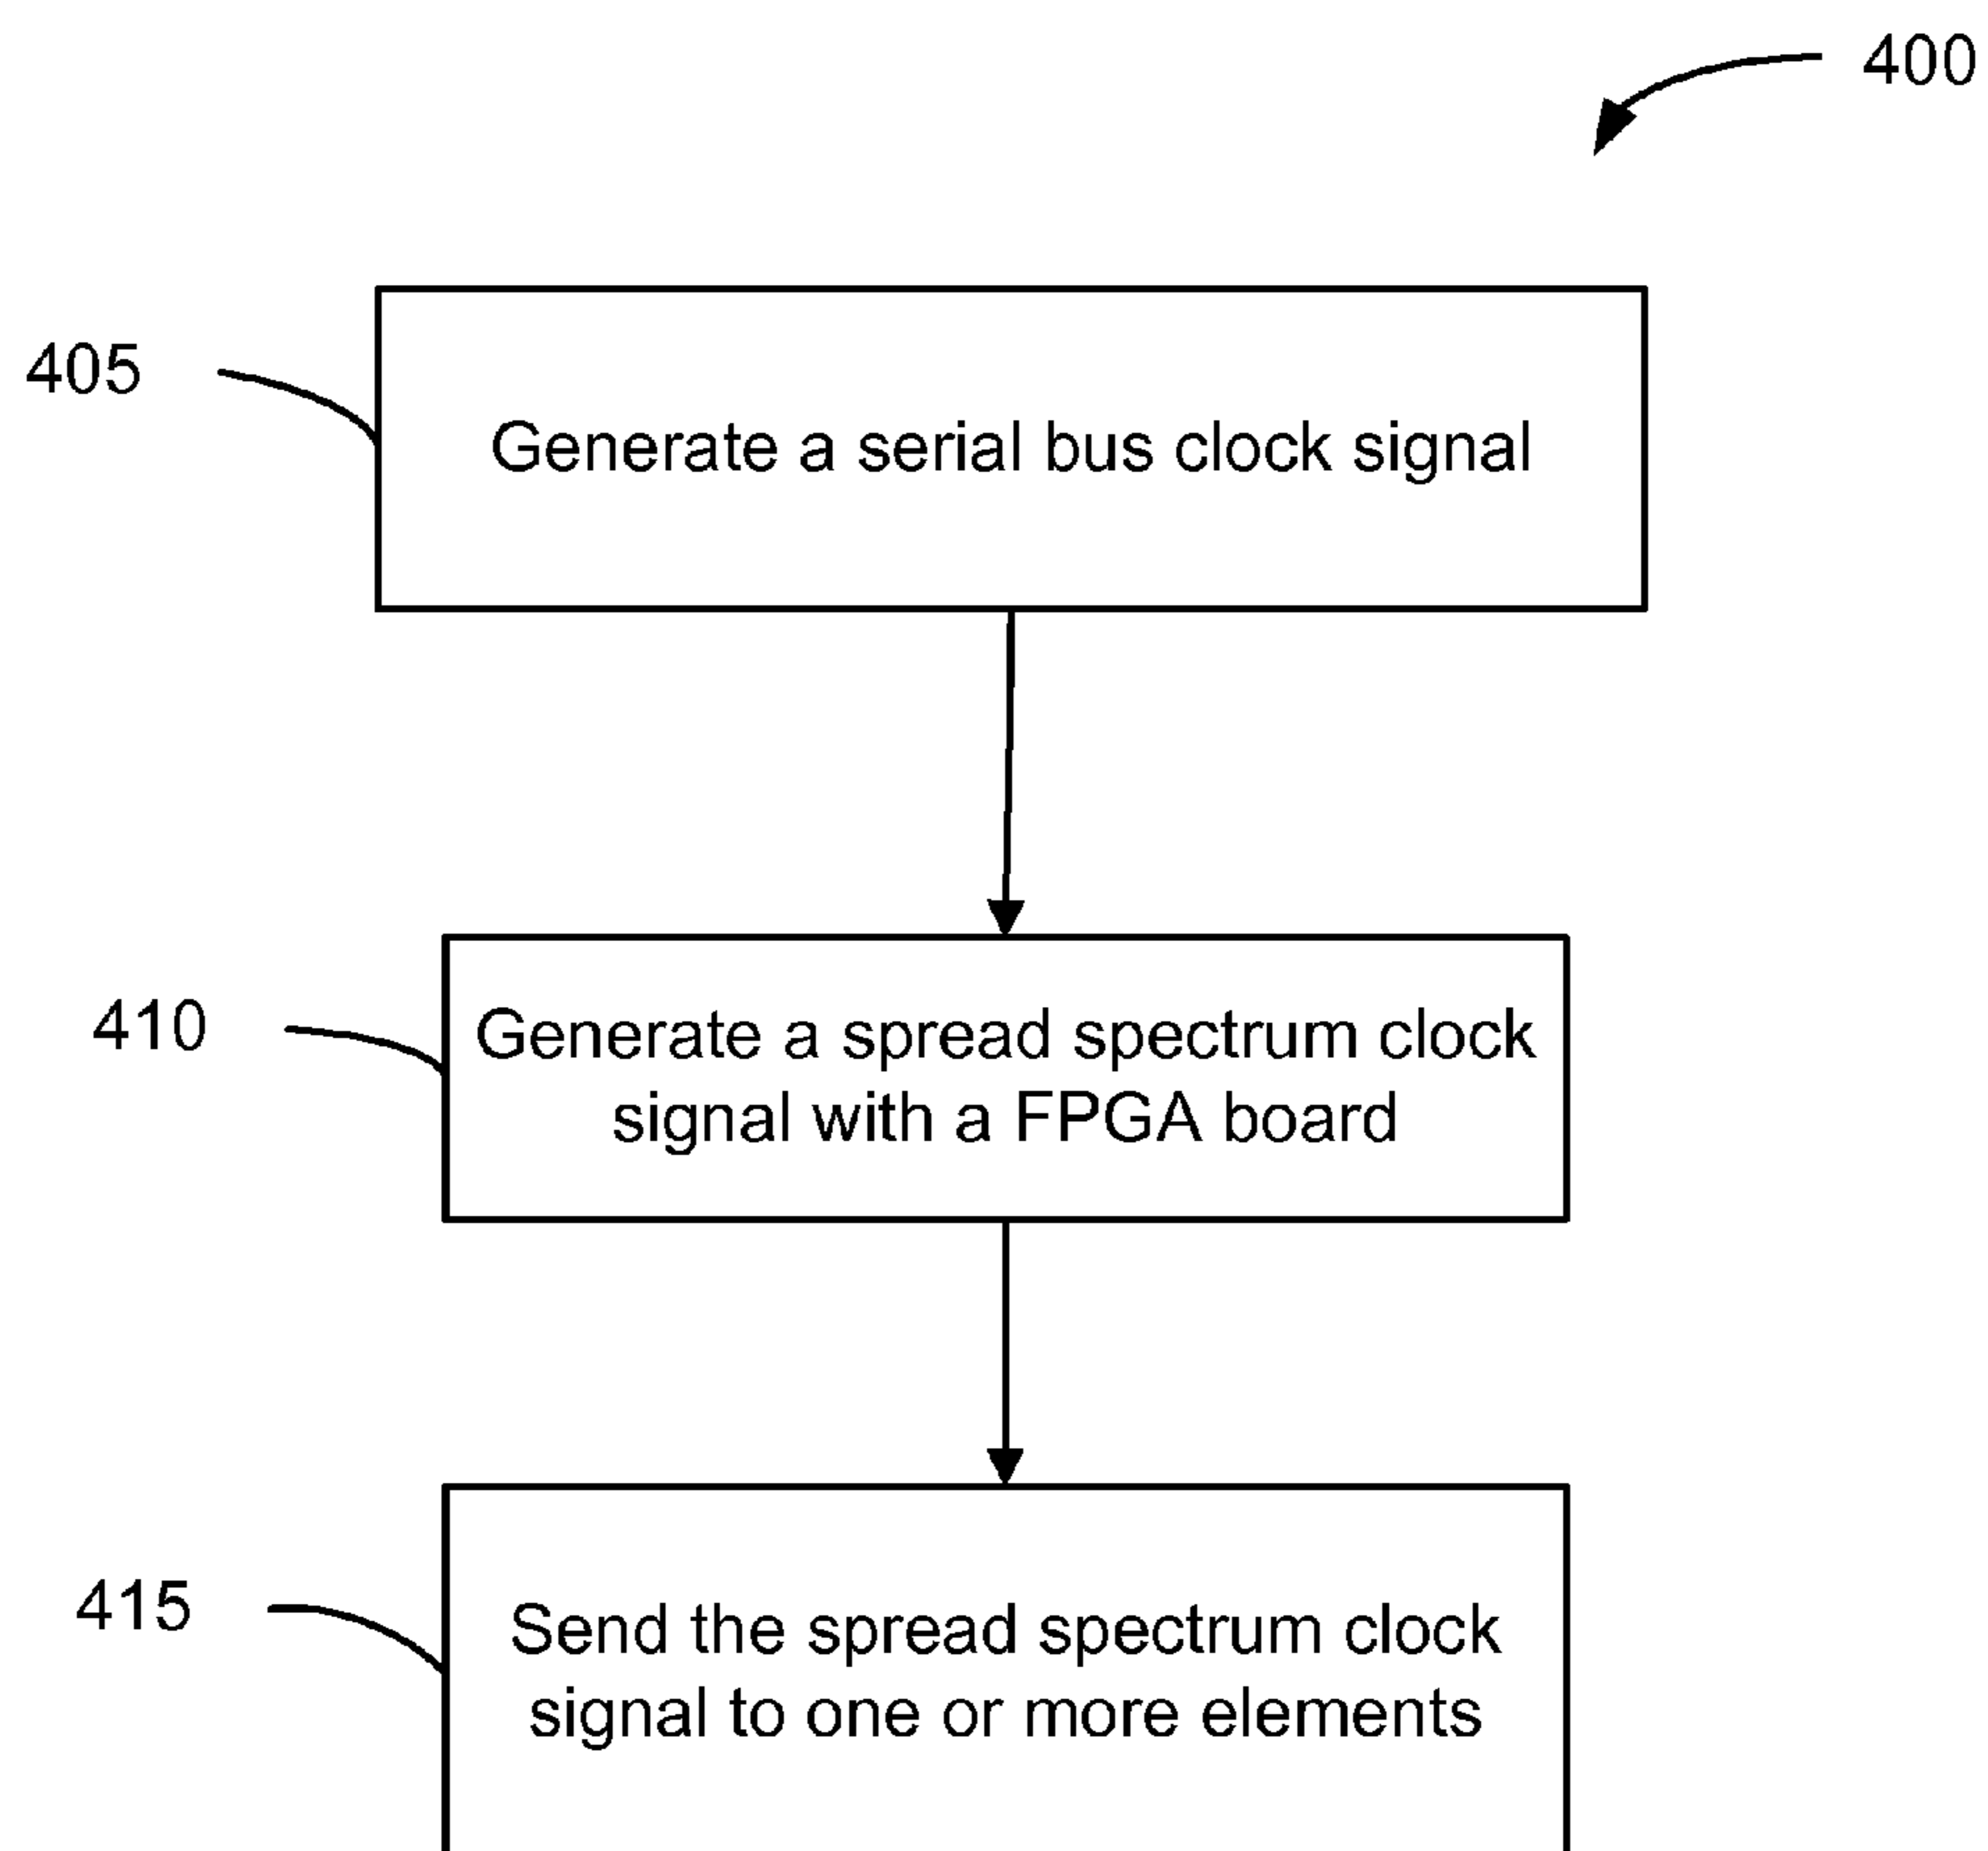 400
405
Generate a serial bus clock signal
410
Generate a spread spectrum clock
signal with a FPGA board
415
Send the spread spectrum clock
signal to one or more elements